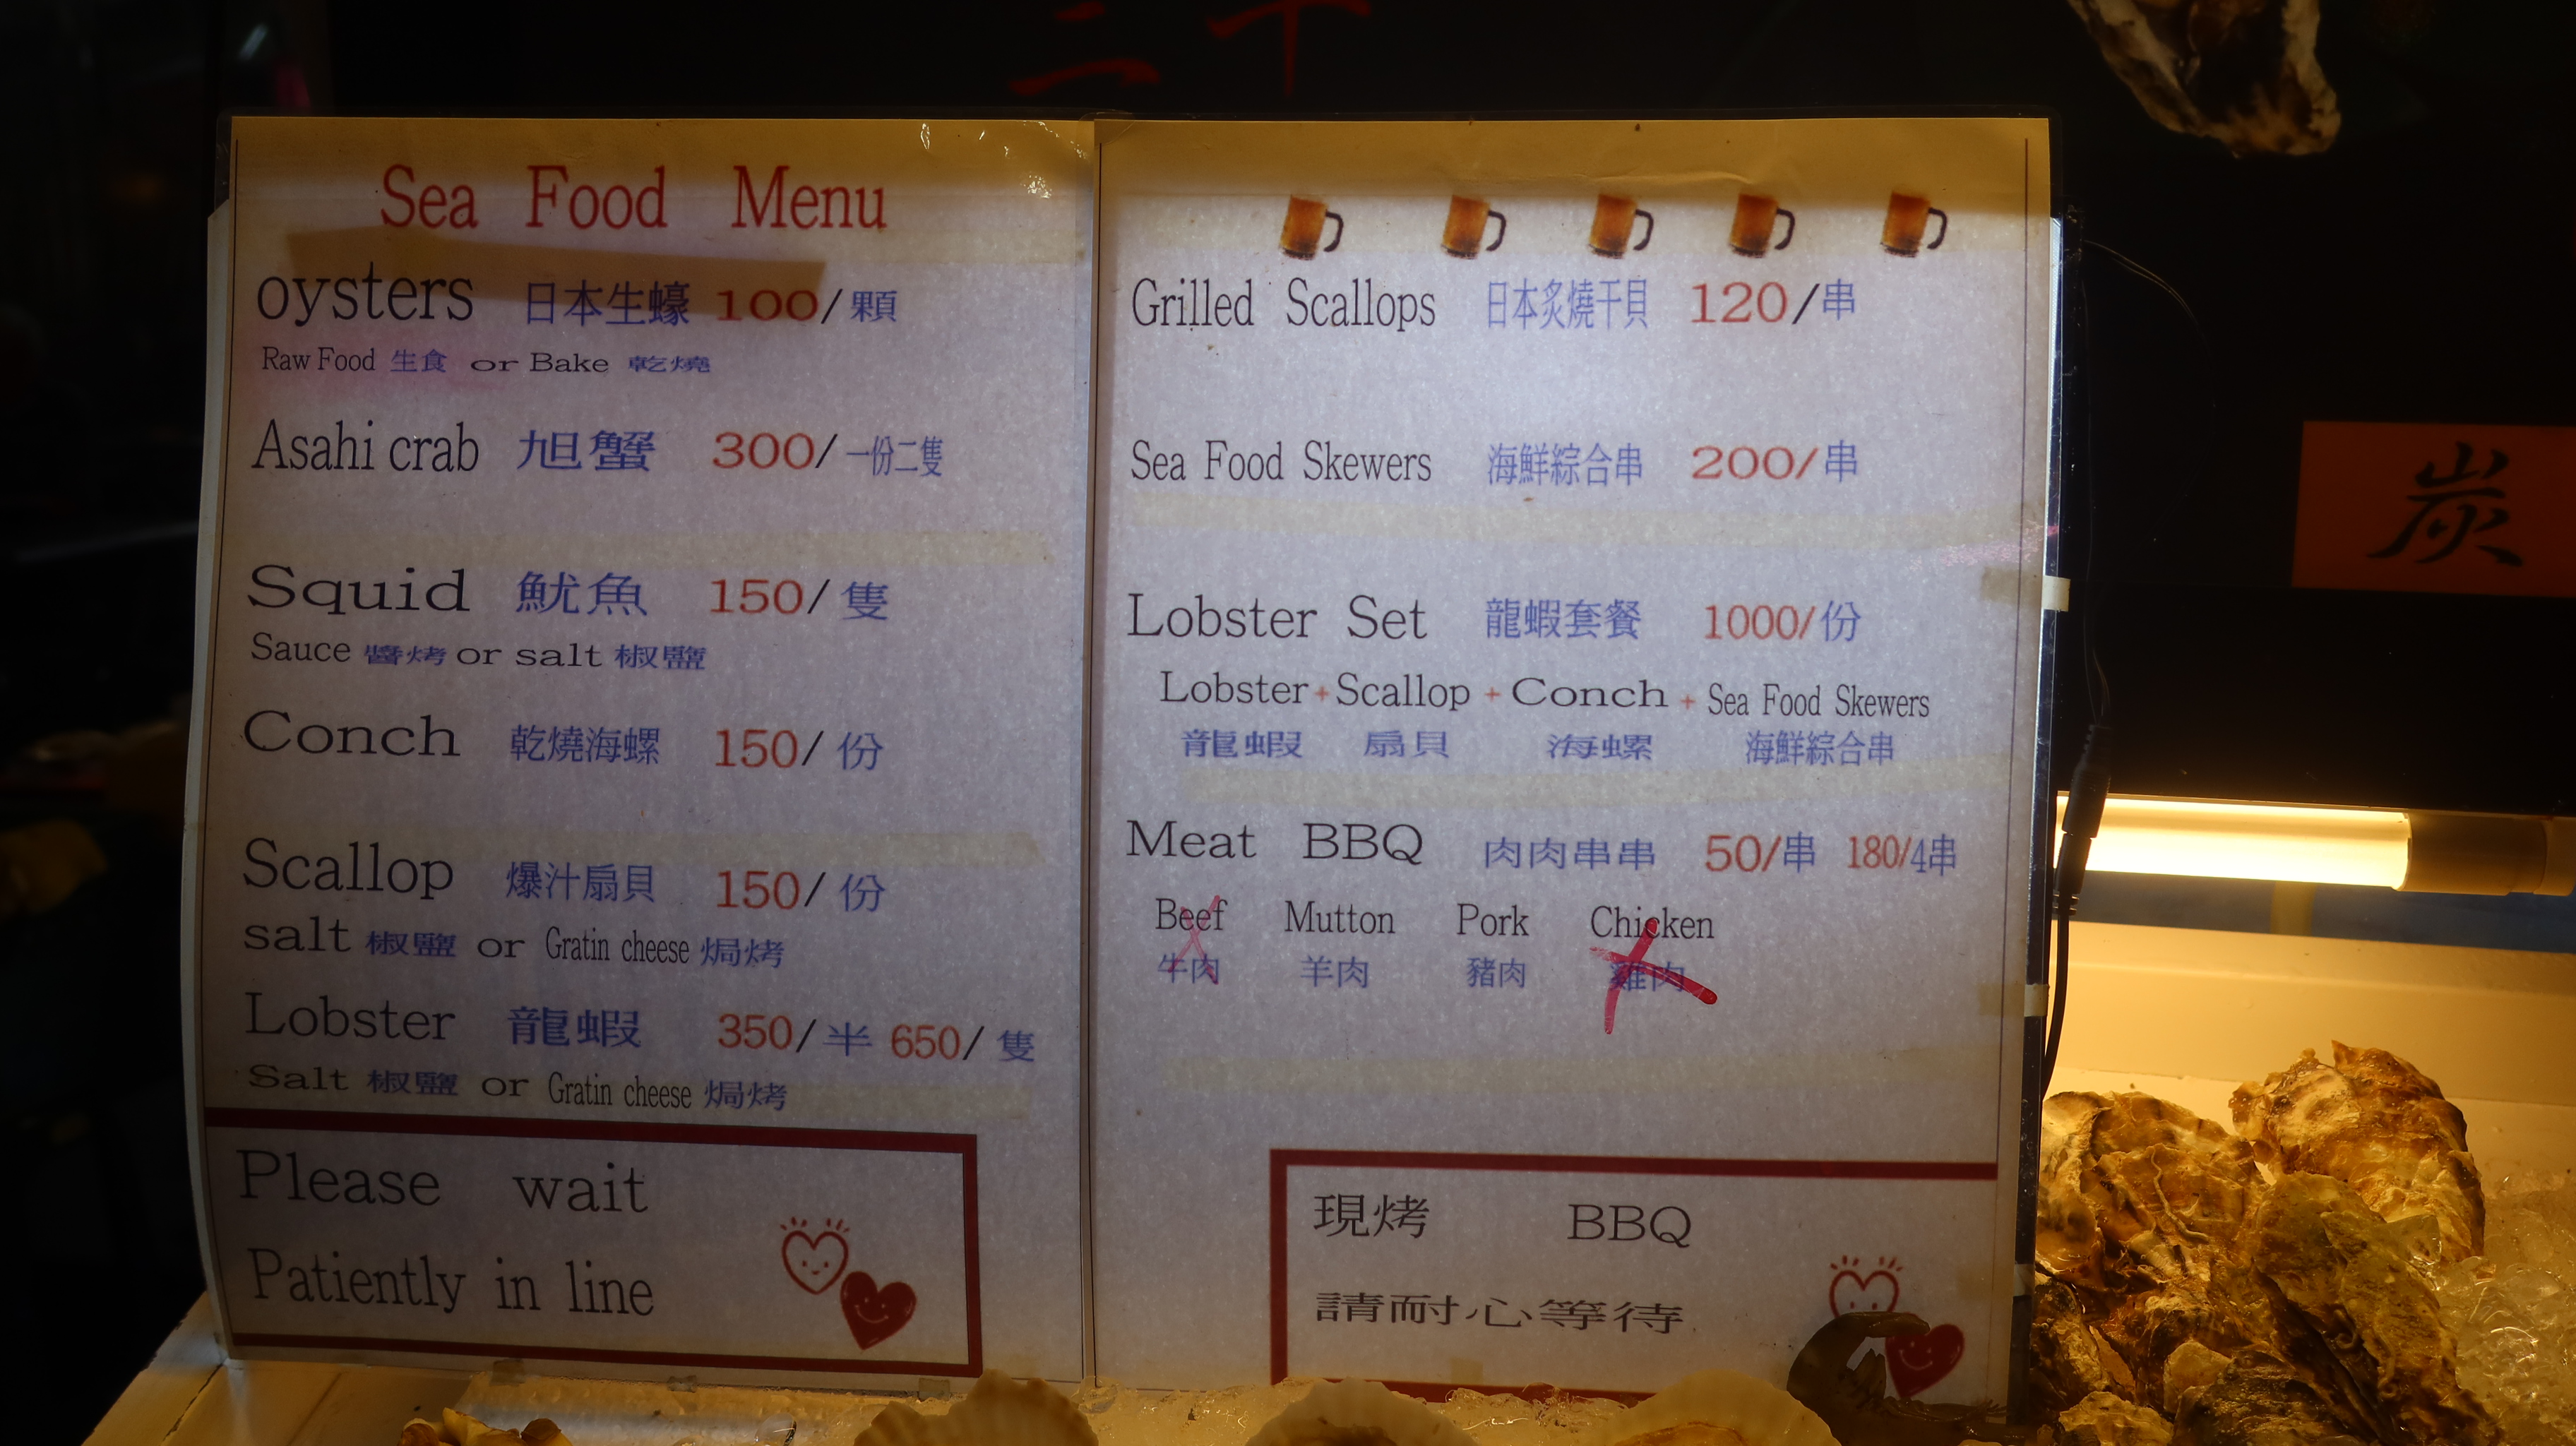 Sea Food Menu
oysters 日本生蠔 100/顆
Raw Food 生食 or Bake 乾燒
Asahi crab 旭蟹 300/一份二隻
Squid 魷魚 150/隻
Sauce 醬烤 or salt 椒鹽
Conch 乾燒海螺 150/份
Scallop 爆汁扇貝 150/份
salt 椒鹽 or Gratin cheese 焗烤
Lobster 龍蝦 350/半 650/隻
Salt 椒鹽 or Gratin cheese 焗烤
Please wait
Patiently in line
Grilled Scallops 日本炙燒干貝 120/串
Sea Food Skewers 海鮮綜合串 200/串
Lobster Set 龍蝦套餐 1000/份
Lobster + Scallop + Conch + Sea Food Skewers
龍蝦 扇貝 海螺 海鮮綜合串
Meat BBQ 肉肉串串 50/串 180/4串
Beef Mutton Pork Chicken
牛肉 羊肉 豬肉 雞肉
現烤 BBQ
請耐心等待
炭